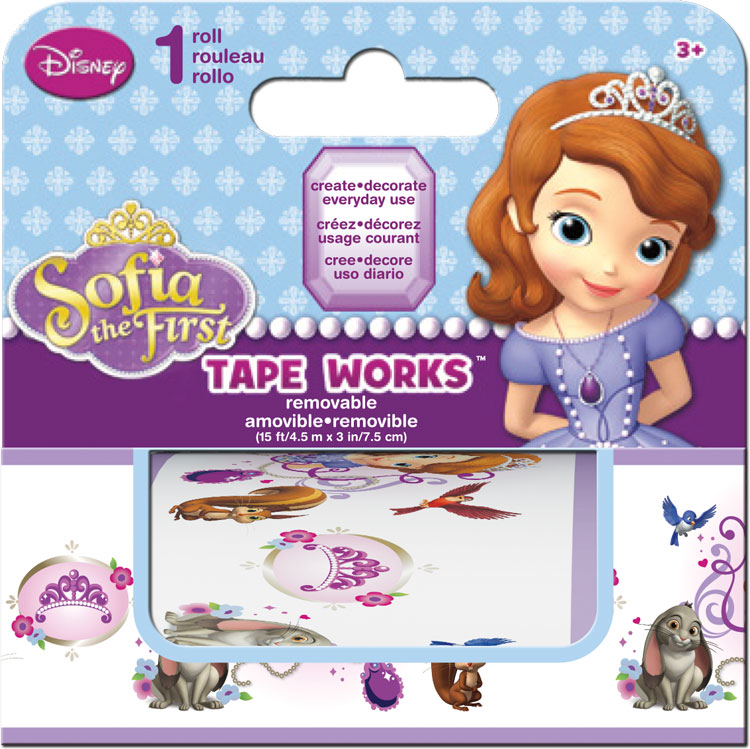 Disney
1 roll
rouleau
rollo
3+
create•decorate
everyday use
créez•décorez
usage courant
cree•decore
uso diario
Sofia
the First
TAPE WORKS™
removable
amovible•removible
(15 ft/4.5 m x 3 in/7.5 cm)